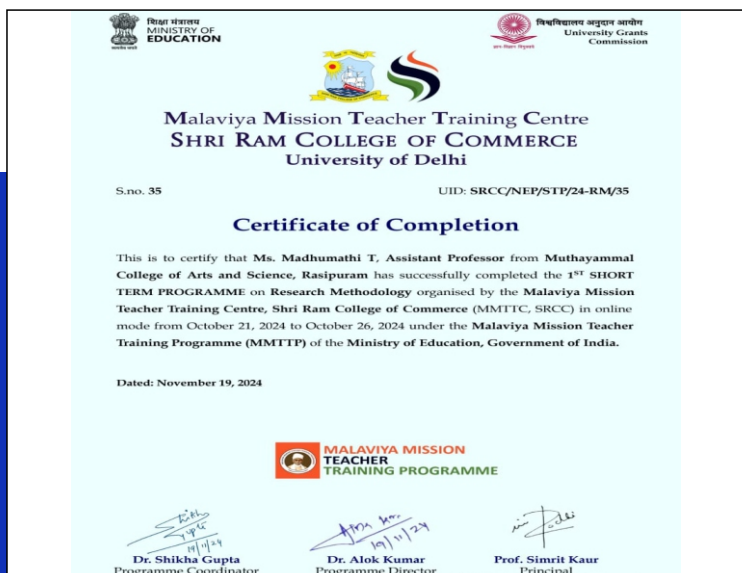 शिक्षा मंत्रालय
MINISTRY OF
EDUCATION
विश्वविद्यालय अनुदान आयोग
University Grants
Commission
ज्ञान-विज्ञान विमुक्तये
Malaviya Mission Teacher Training Centre
SHRI RAM COLLEGE OF COMMERCE
University of Delhi
S.no. 35
UID: SRCC/NEP/STP/24-RM/35
Certificate of Completion
This is to certify that Ms. Madhumathi T, Assistant Professor from Muthayammal
College of Arts and Science, Rasipuram has successfully completed the 1ST SHORT
TERM PROGRAMME on Research Methodology organised by the Malaviya Mission
Teacher Training Centre, Shri Ram College of Commerce (MMTTC, SRCC) in online
mode from October 21, 2024 to October 26, 2024 under the Malaviya Mission Teacher
Training Programme (MMTTP) of the Ministry of Education, Government of India.
Dated: November 19, 2024
MALAVIYA MISSION
TEACHER
TRAINING PROGRAMME
19/11/24
19/11/24
Dr. Shikha Gupta
Dr. Alok Kumar
Prof. Simrit Kaur
Programme Coordinator
Programme Director
Principal